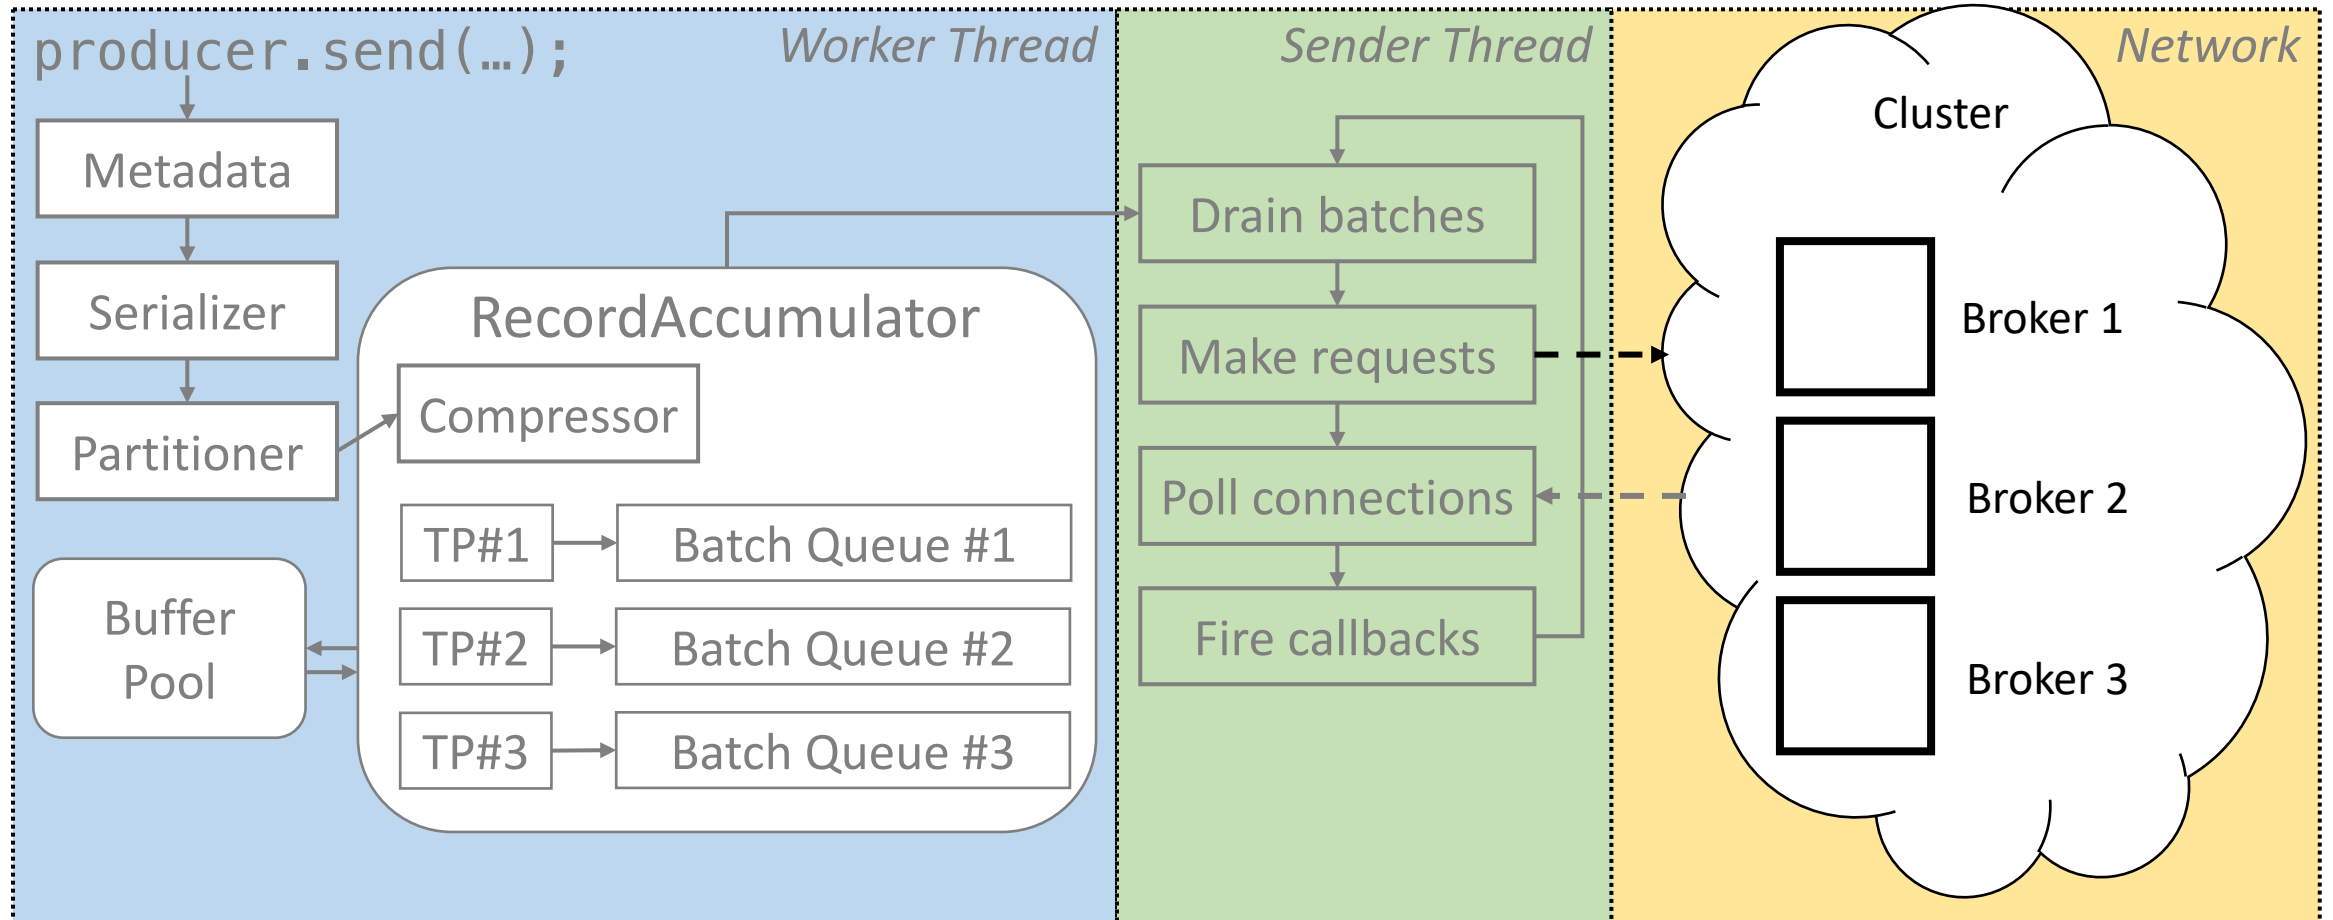 producer.send(…);
Worker Thread
Metadata
Serializer
Partitioner
Buffer
Pool
RecordAccumulator
Compressor
TP#1
Batch Queue #1
TP#2
Batch Queue #2
TP#3
Batch Queue #3
Sender Thread
Drain batches
Make requests
Poll connections
Fire callbacks
Network
Cluster
Broker 1
Broker 2
Broker 3